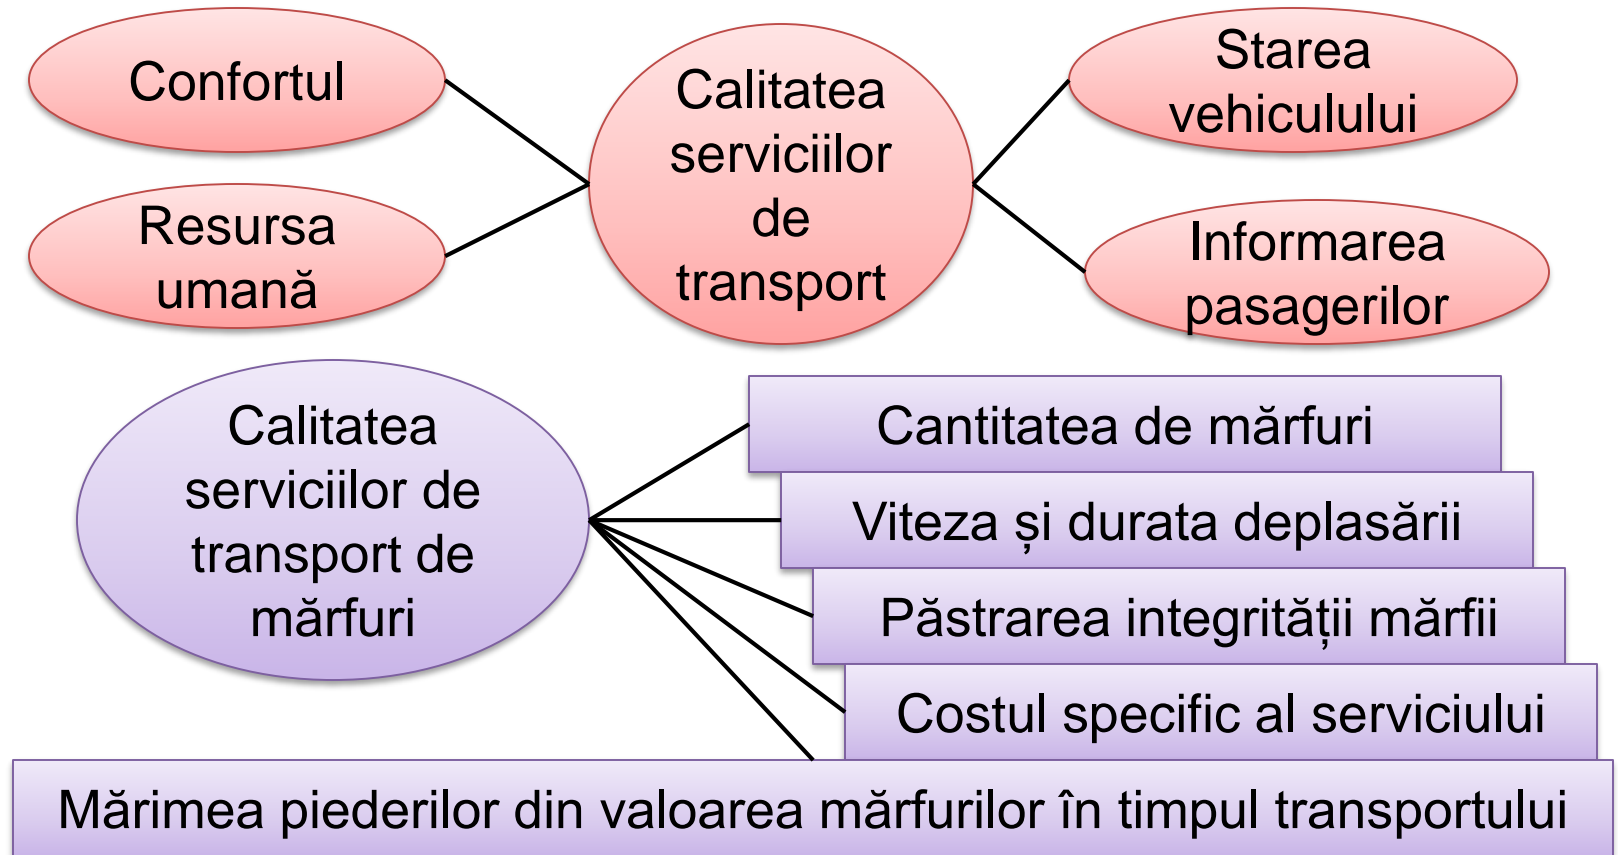 Confortul
Resursa
umană
Calitatea
serviciilor
de
transport
Starea
vehiculului
Informarea
pasagerilor
Calitatea
serviciilor de
transport de
mărfuri
Cantitatea de mărfuri
Viteza și durata deplasării
Păstrarea integrității mărfii
Costul specific al serviciului
Mărimea piederilor din valoarea mărfurilor în timpul transportului